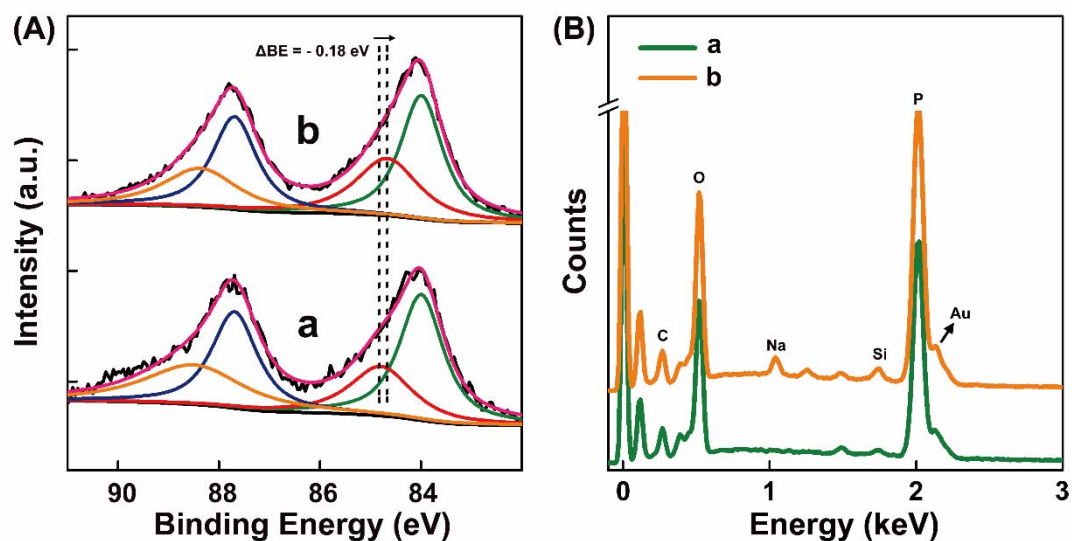 (A)
ΔBE = - 0.18 eV
b
a
Intensity (a.u.)
90
88
86
84
Binding Energy (eV)
(B)
a
b
P
O
Au
C
Na
Si
Counts
0
1
2
3
Energy (keV)